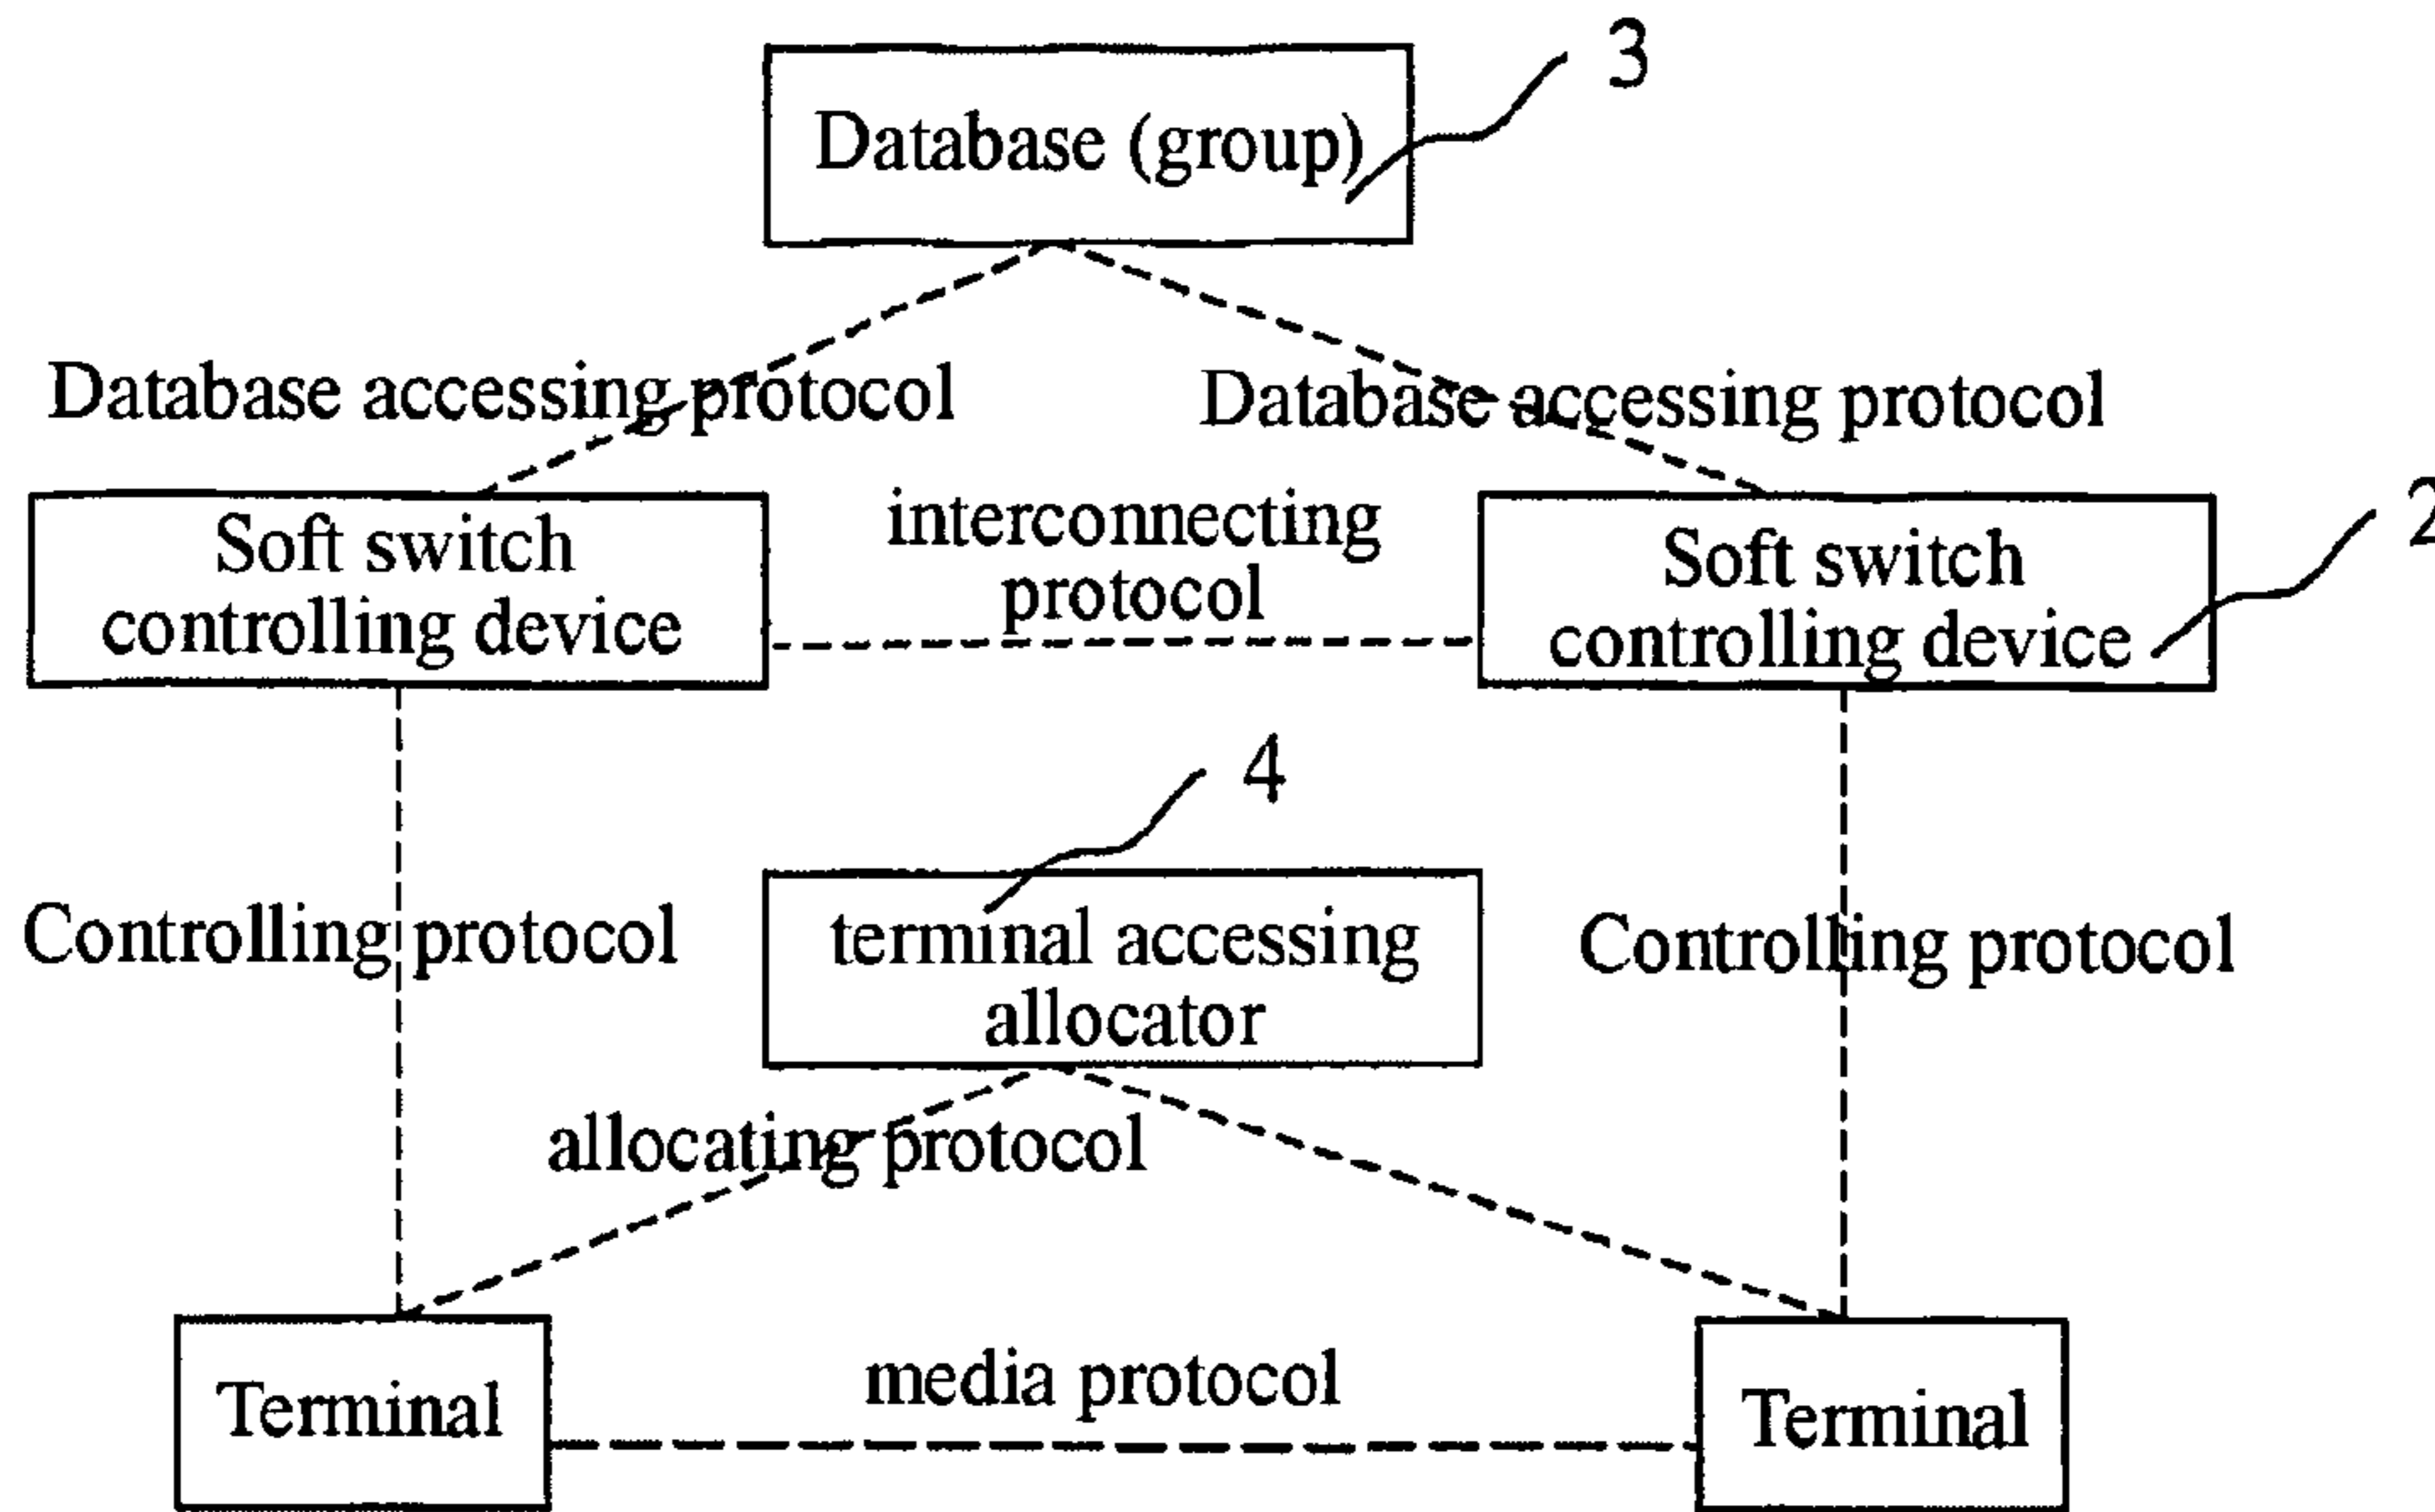 3
Database (group)
Database accessing protocol
Database accessing protocol
interconnecting
protocol
Soft switch
controlling device
Soft switch
controlling device
2
4
Controlling protocol
terminal accessing
allocator
Controlling protocol
allocating protocol
media protocol
Terminal
Terminal